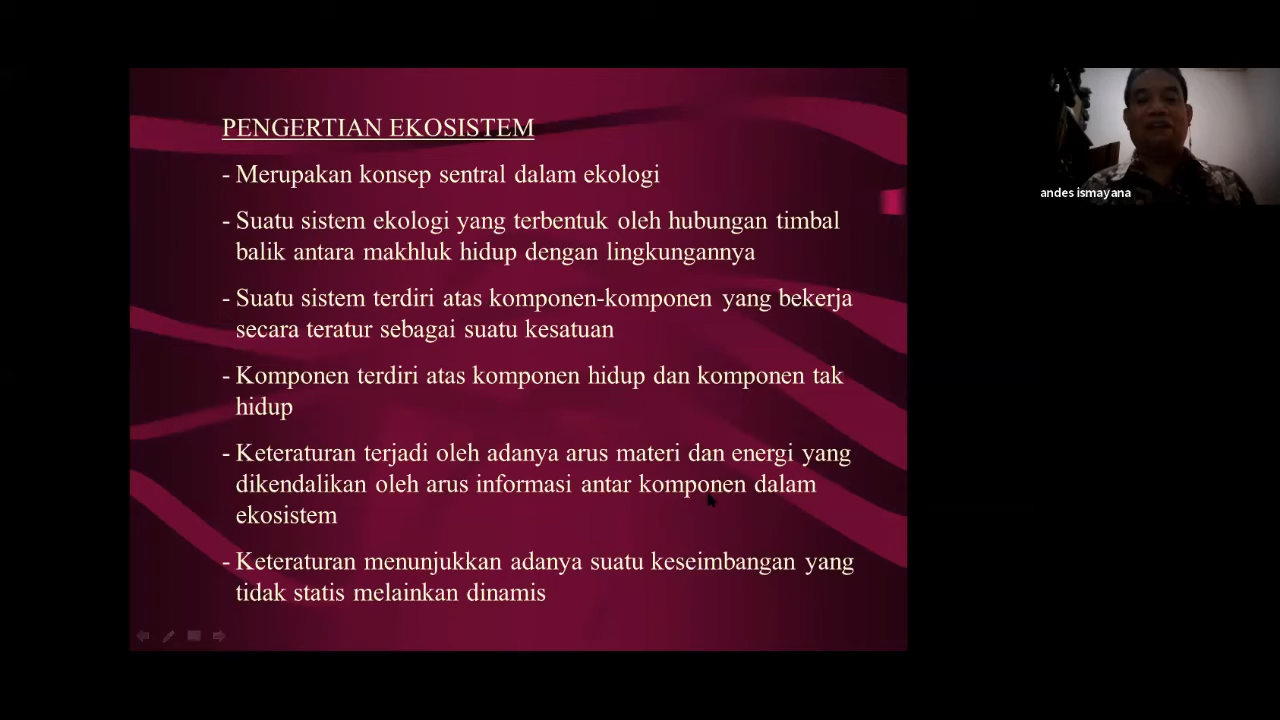 PENGERTIAN EKOSISTEM
- Merupakan konsep sentral dalam ekologi
- Suatu sistem ekologi yang terbentuk oleh hubungan timbal
balik antara makhluk hidup dengan lingkungannya
- Suatu sistem terdiri atas komponen-komponen yang bekerja
secara teratur sebagai suatu kesatuan
- Komponen terdiri atas komponen hidup dan komponen tak
hidup
- Keteraturan terjadi oleh adanya arus materi dan energi yang
dikendalikan oleh arus informasi antar komponen dalam
ekosistem
- Keteraturan menunjukkan adanya suatu keseimbangan yang
tidak statis melainkan dinamis
andes ismayana